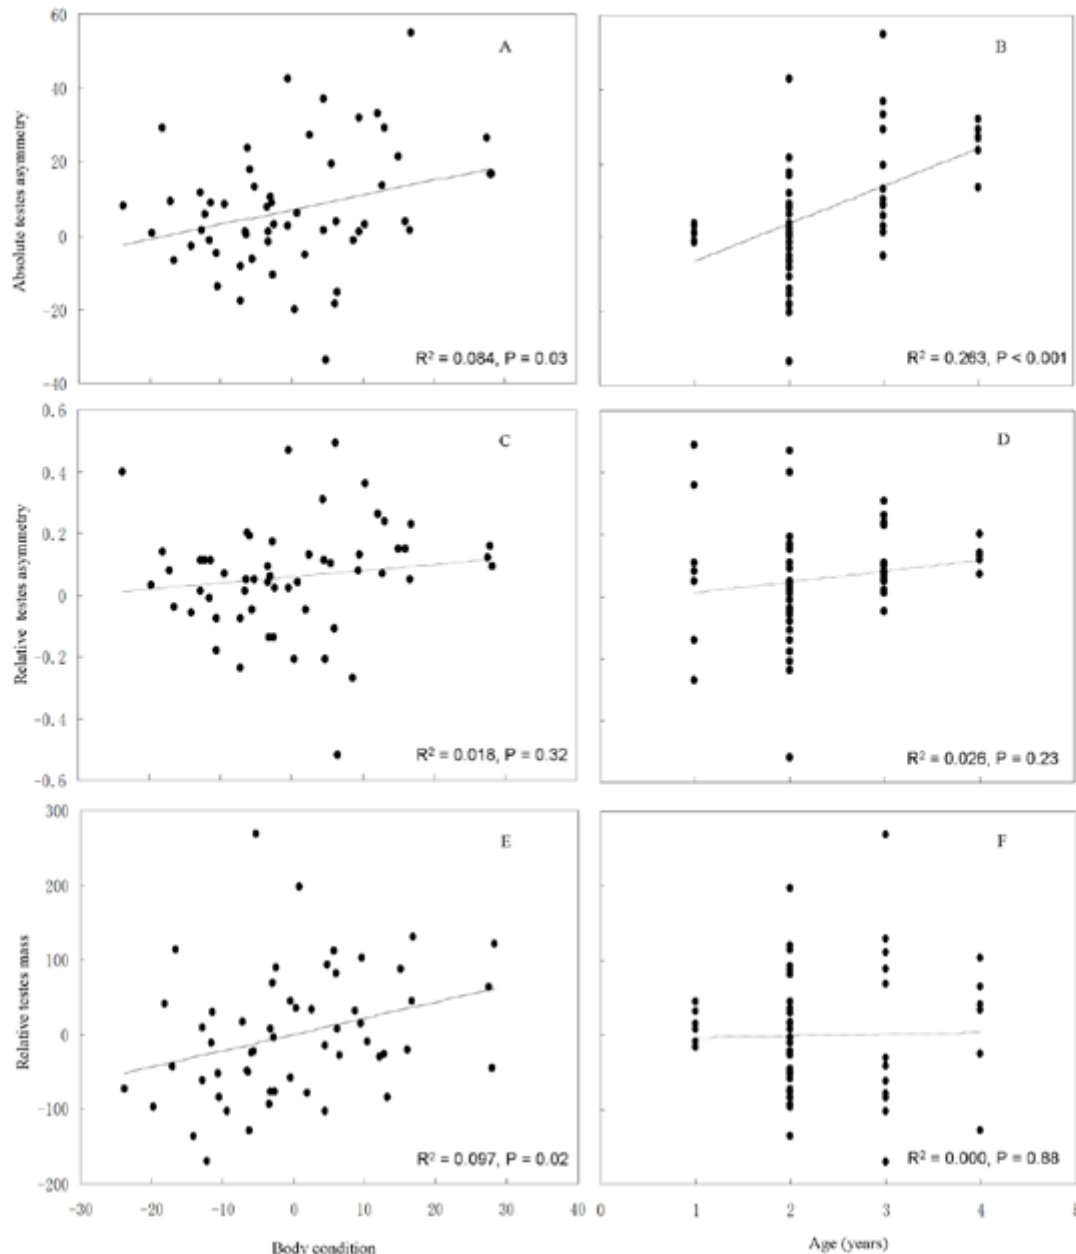 60
40
20
0
-20
-40
Absolute testes asymmetry
A
R² = 0.084, P = 0.03
B
R² = 0.263, P < 0.001
0.6
0.4
0.2
0
-0.2
-0.4
-0.6
Relative testes asymmetry
C
R² = 0.018, P = 0.32
D
R² = 0.026, P = 0.23
300
200
100
0
-100
-200
Relative testes mass
E
R² = 0.097, P = 0.02
F
R² = 0.000, P = 0.88
-30 -20 -10 0 10 20 30 40
Body condition
0 1 2 3 4 5
Age (years)